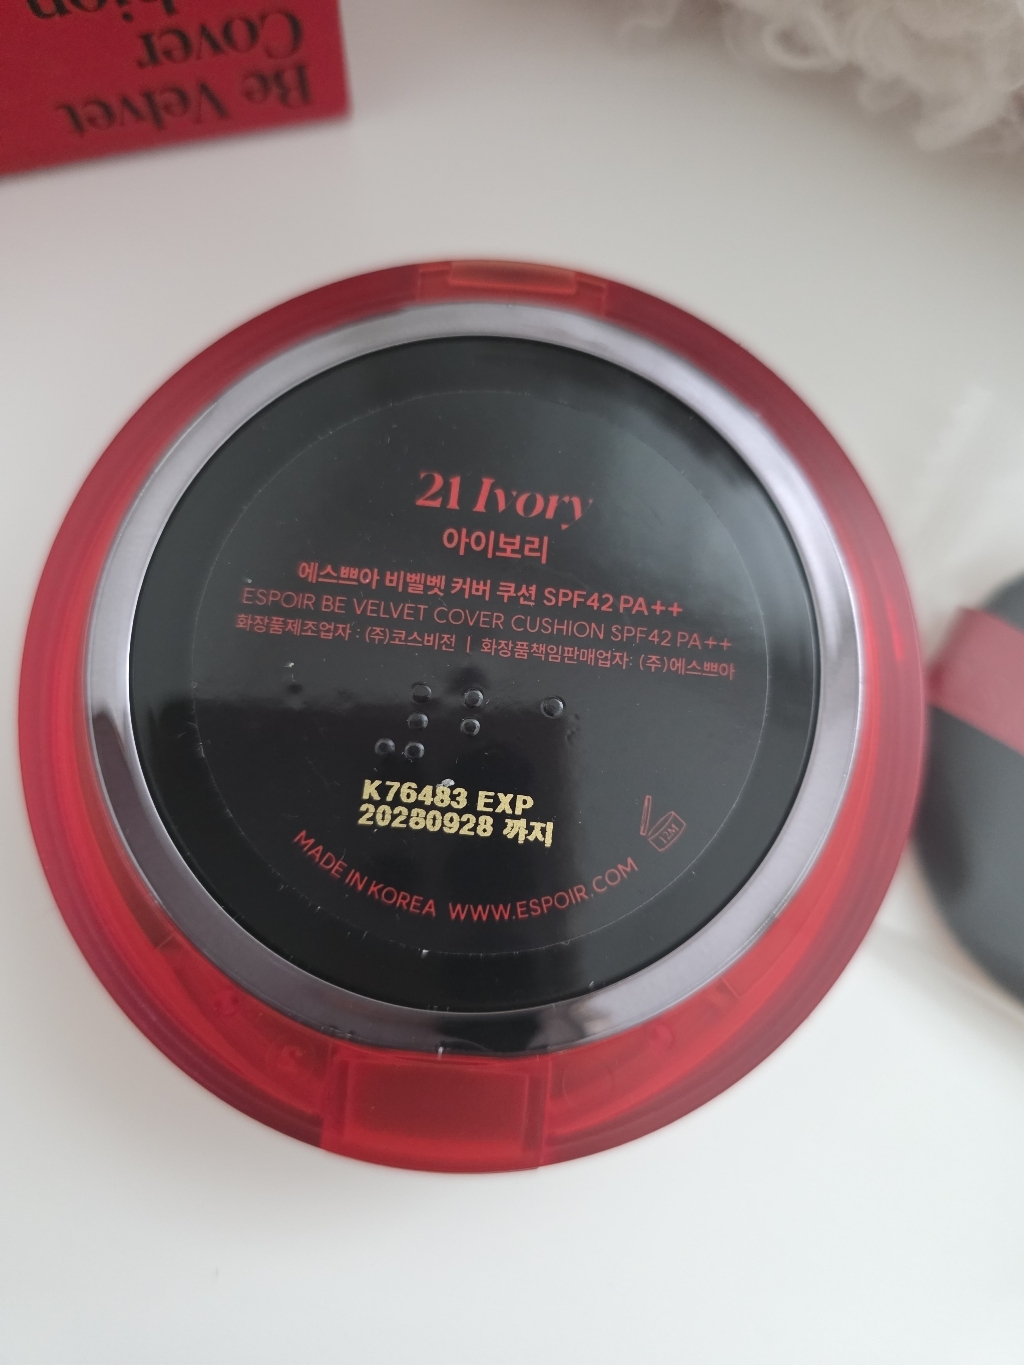 Be Velvet
Cover
21 Ivory
아이보리
에스쁘아 비벨벳 커버 쿠션 SPF42 PA++
ESPOIR BE VELVET COVER CUSHION SPF42 PA++
화장품제조업자 : (주)코스비전 | 화장품책임판매업자: (주)에스쁘아
K76483 EXP
20280928 까지
12M
MADE IN KOREA WWW.ESPOIR.COM